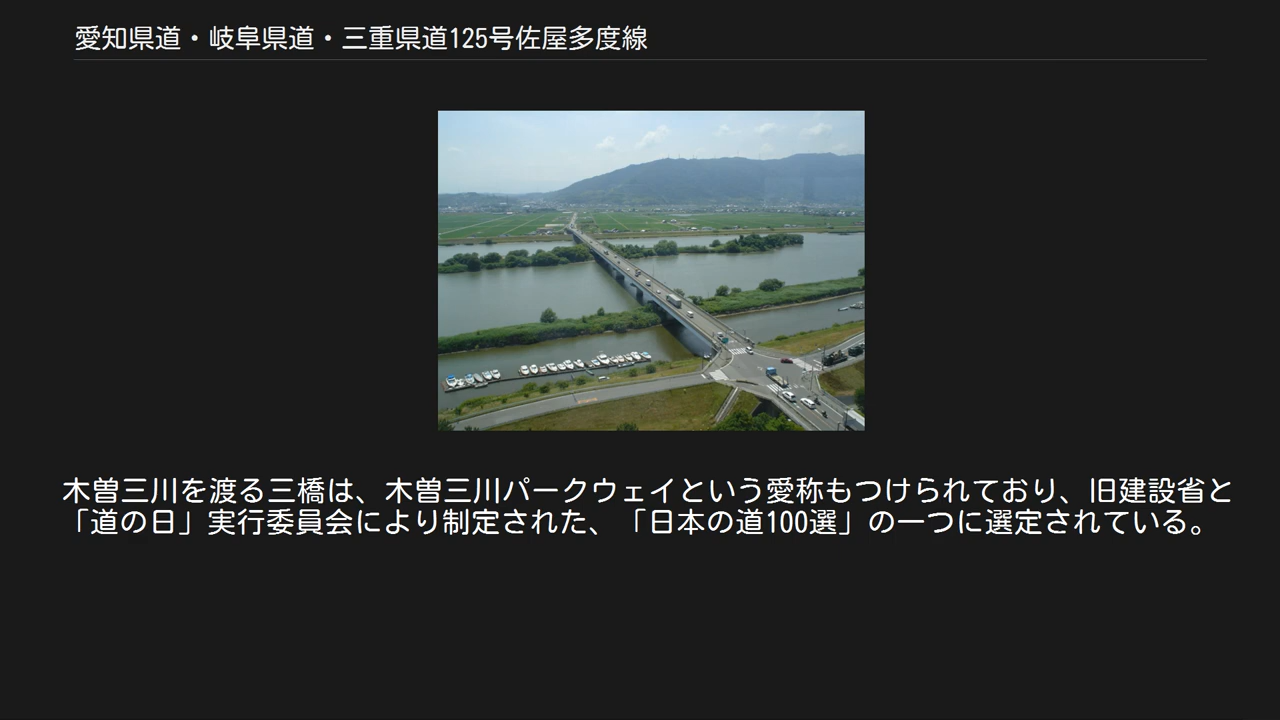 愛知県道・岐阜県道・三重県道125号佐屋多度線
木曽三川を渡る三橋は、木曽三川パークウェイという愛称もつけられており、旧建設省と
「道の日」実行委員会により制定された、「日本の道100選」の一つに選定されている。